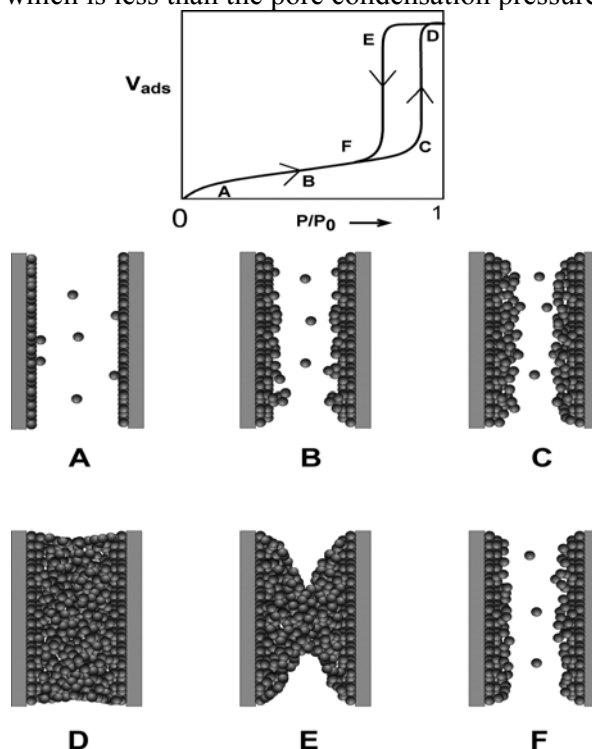 which is less than the pore condensation pressure
E
D
Vads
F
C
B
A
0
P/P0
1
A
B
C
D
E
F